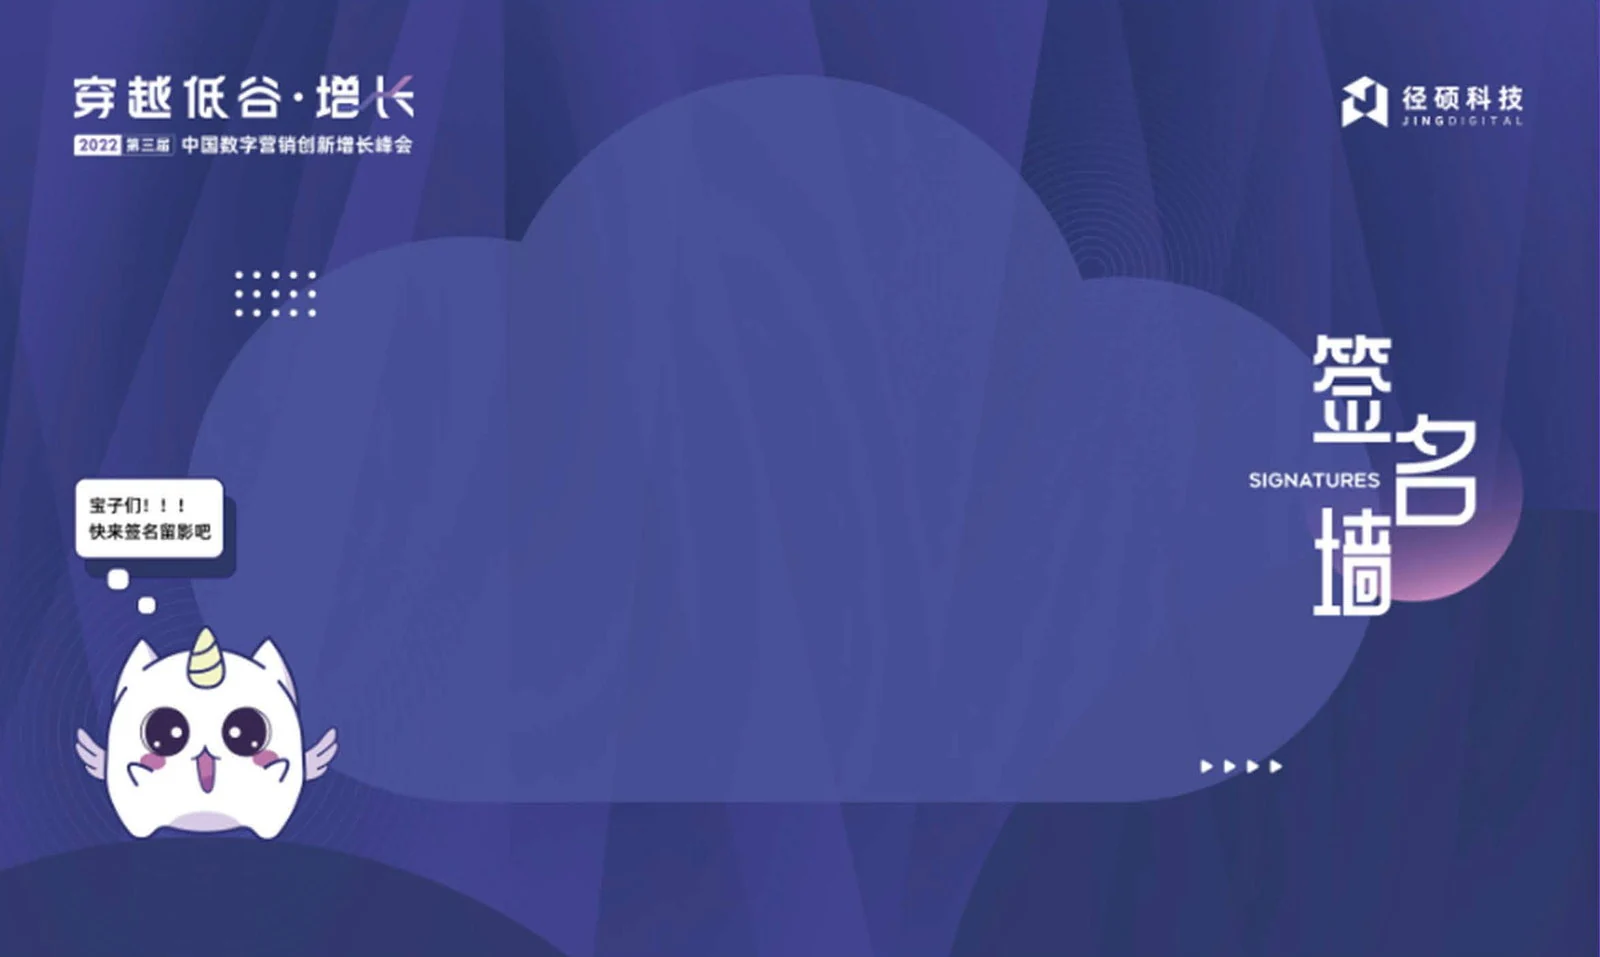 穿越低谷·增长
2022 第三届 中国数字营销创新增长峰会
径硕科技
JINGDIGITAL
签名墙
SIGNATURES
宝子们！！！
快来签名留影吧